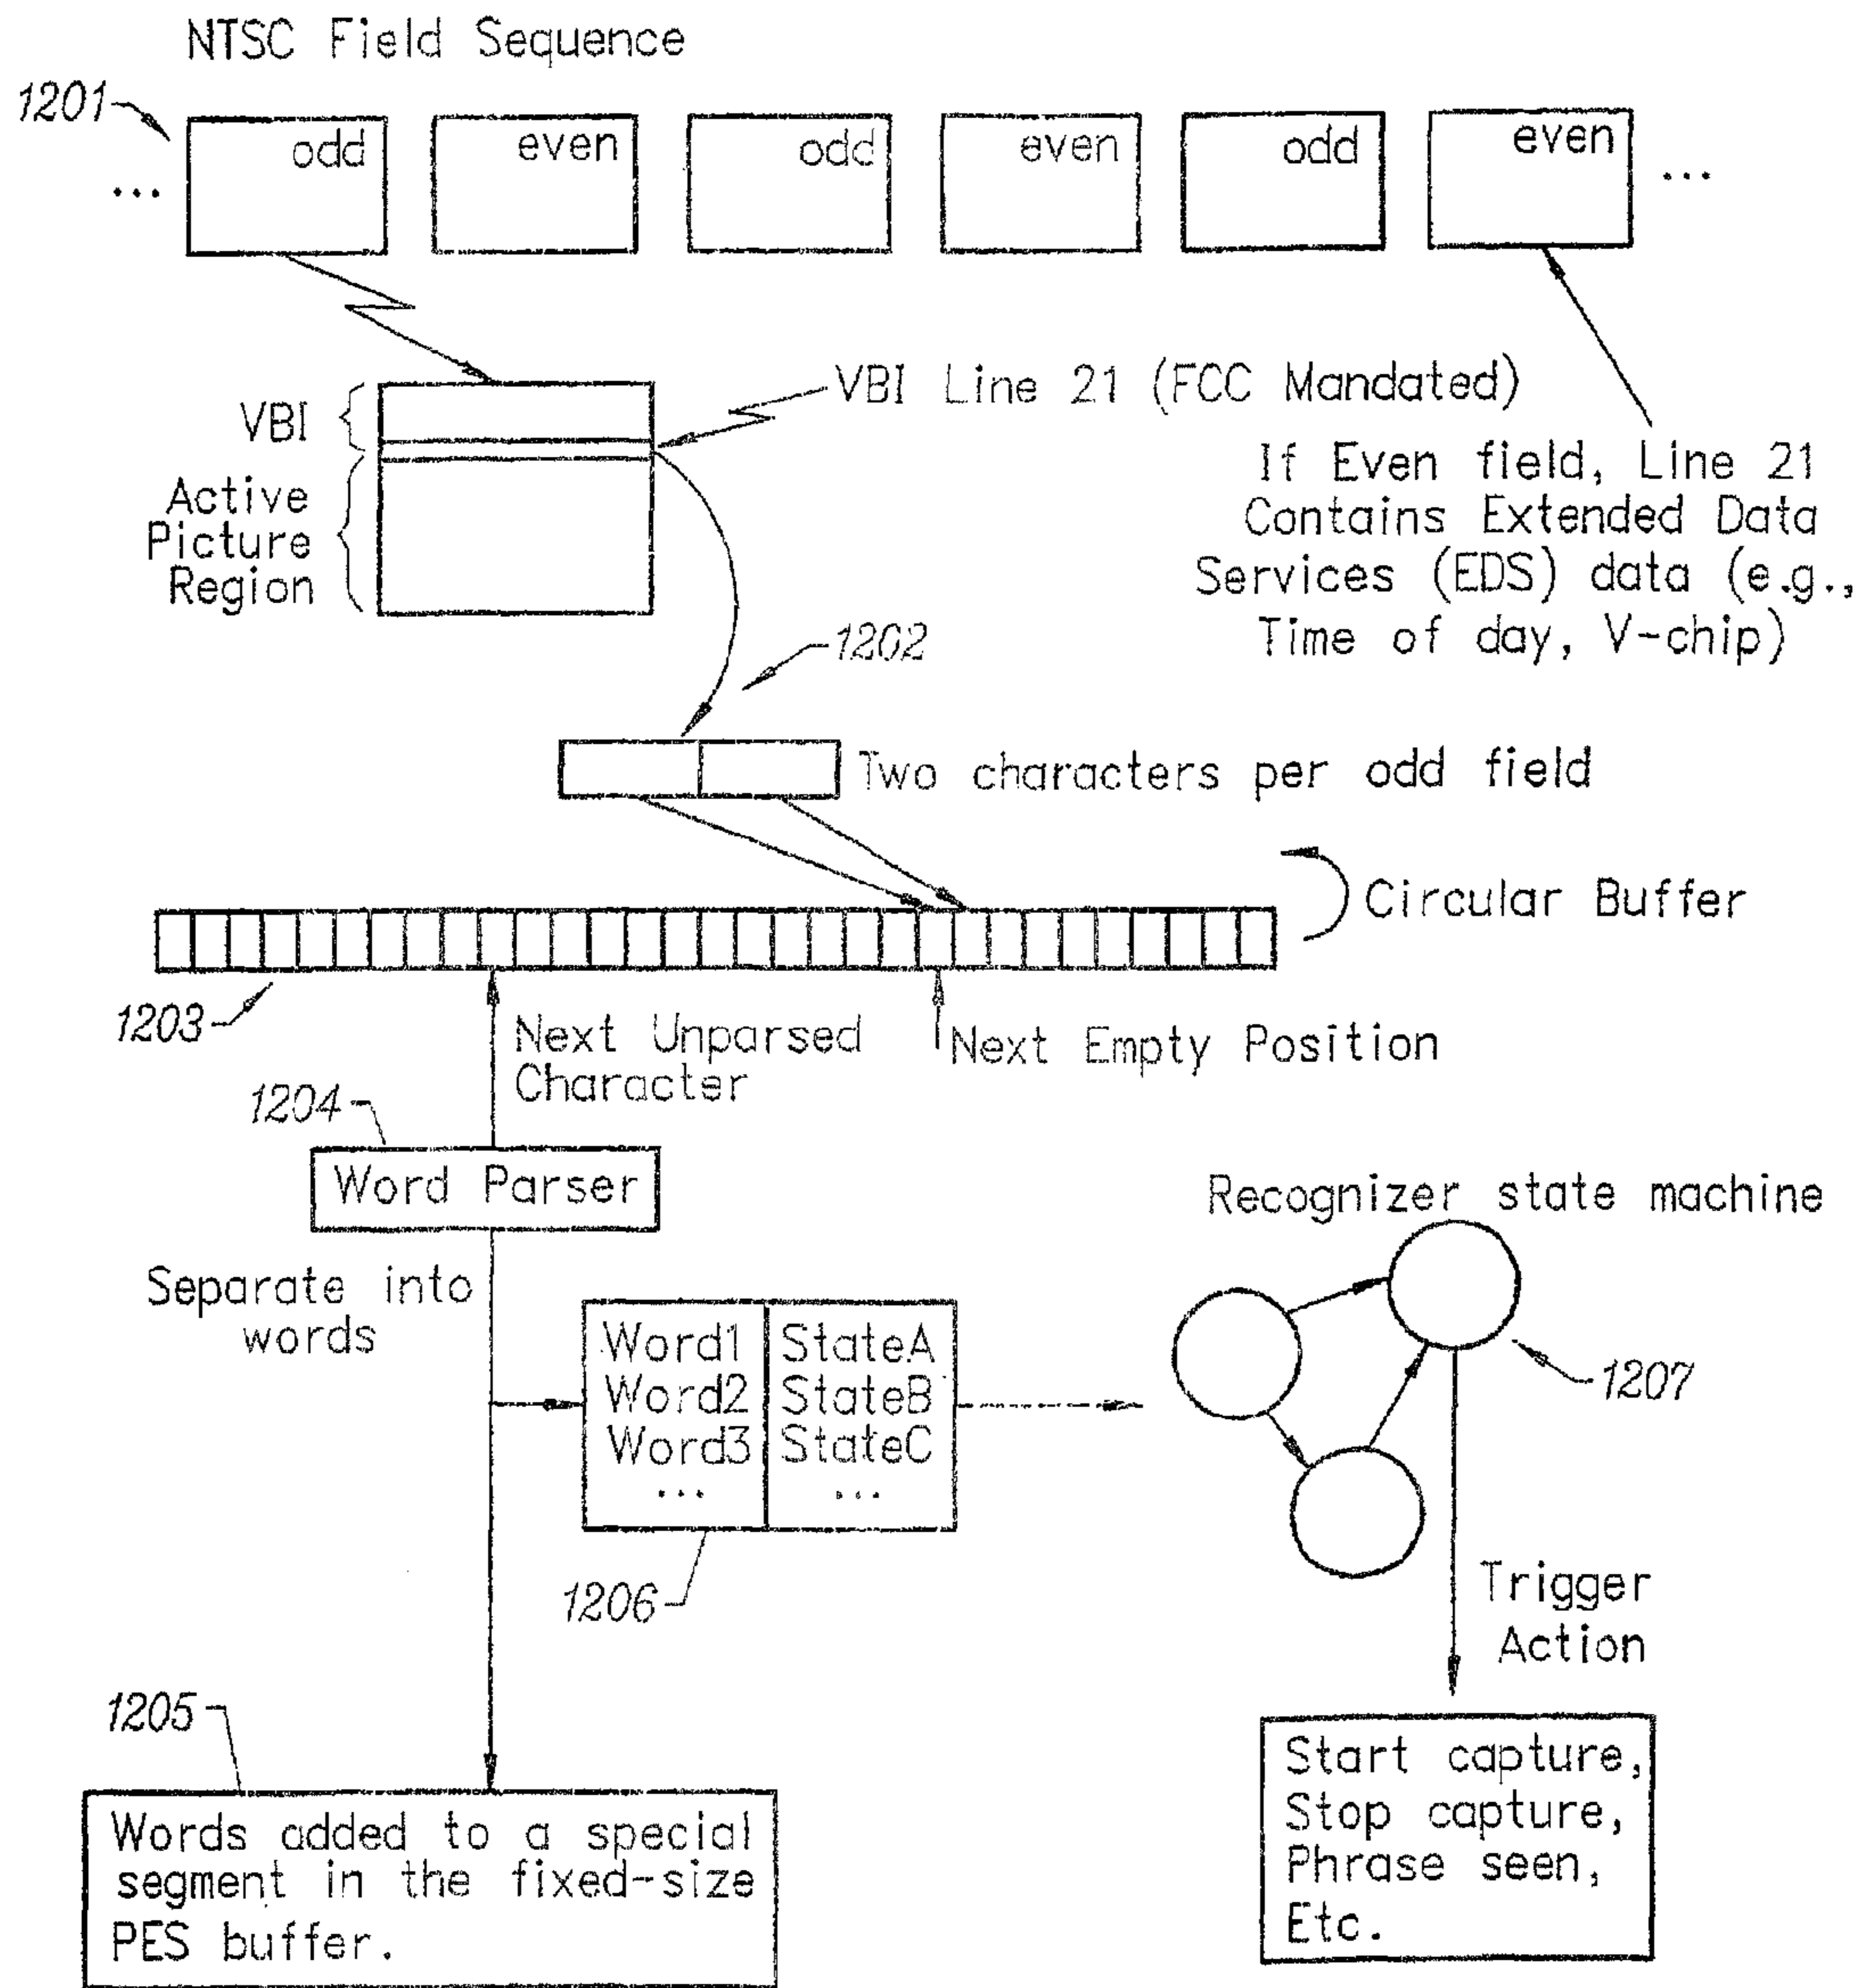 NTSC Field Sequence
1201
odd even odd even odd even
... ...
VBI
VBI Line 21 (FCC Mandated)
Active
Picture
Region
If Even field, Line 21
Contains Extended Data
Services (EDS) data (e.g.,
Time of day, V-chip)
1202
Two characters per odd field
Circular Buffer
1203
Next Unparsed
Character
Next Empty Position
1204
Word Parser
Separate into
words
Word1 StateA
Word2 StateB
Word3 StateC
... ...
1206
Recognizer state machine
1207
Trigger
Action
1205
Words added to a special
segment in the fixed-size
PES buffer.
Start capture,
Stop capture,
Phrase seen,
Etc.